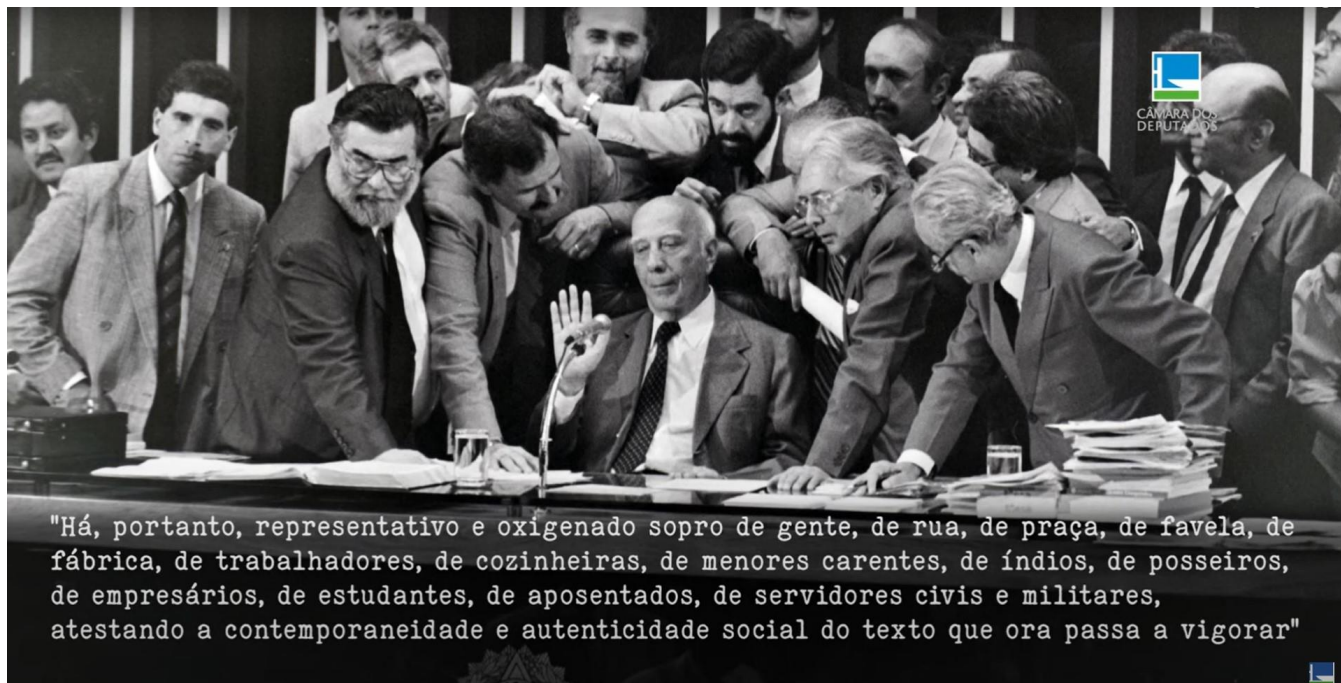 CÂMARA DOS
DEPUTADOS
"Há, portanto, representativo e oxigenado sopro de gente, de rua, de praça, de favela, de
fábrica, de trabalhadores, de cozinheiras, de menores carentes, de índios, de posseiros,
de empresários, de estudantes, de aposentados, de servidores civis e militares,
atestando a contemporaneidade e autenticidade social do texto que ora passa a vigorar"